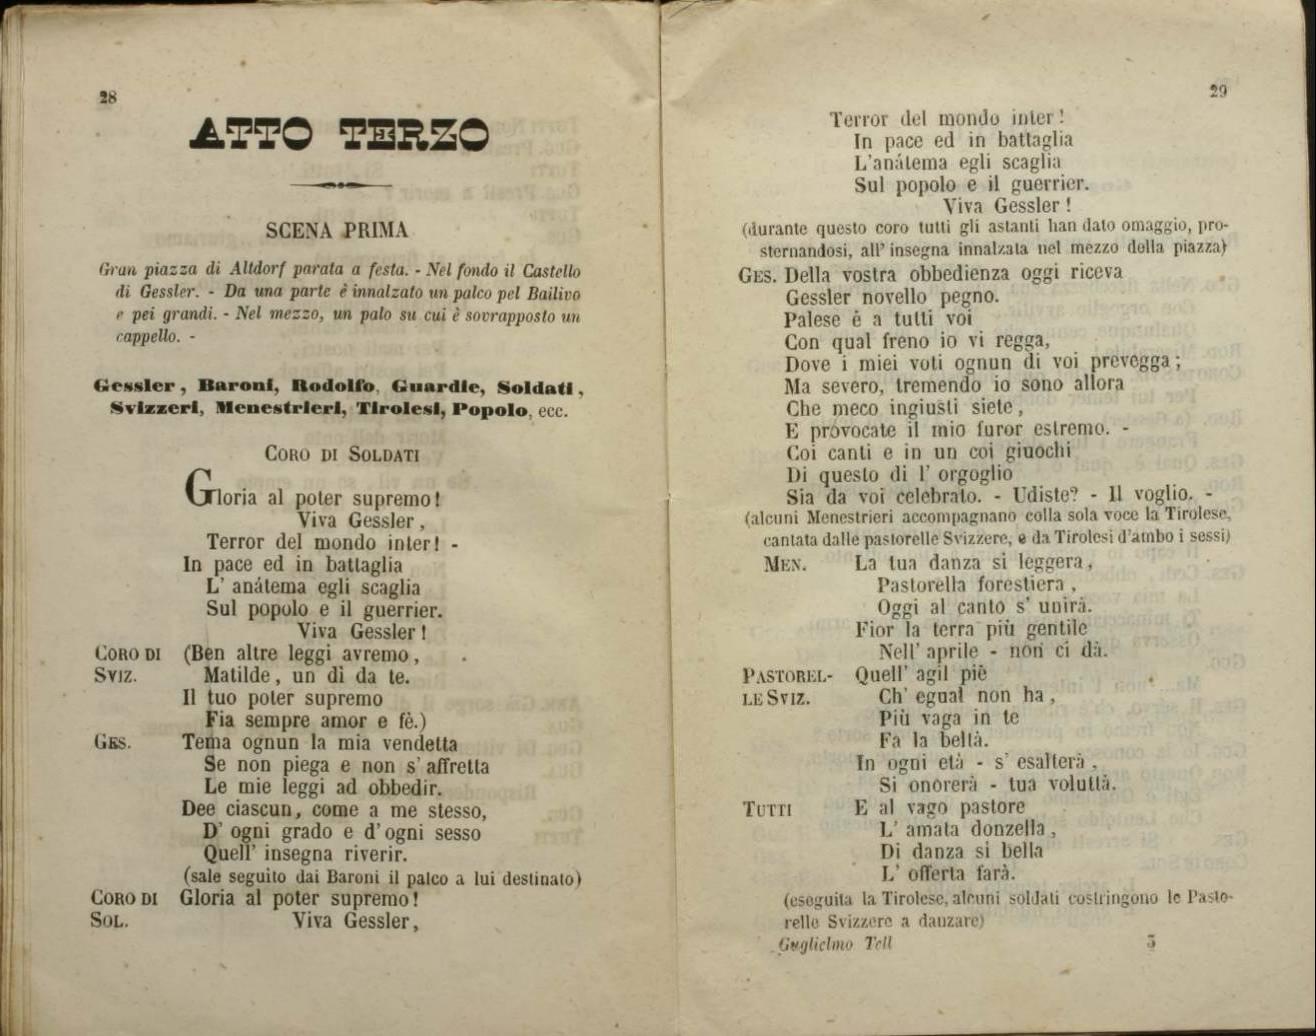 28
ATTO TERZO
SCENA PRIMA
Gran piazza di Altdorf parata a festa. - Nel fondo il Castello
di Gessler. - Da una parte è innalzato un palco pel Bailivo
e pei grandi. - Nel mezzo, un palo su cui è sovrapposto un
cappello. -
Gessler, Baroni, Rodolfo, Guardie, Soldati,
Svizzeri, Menestrieri, Tirolesi, Popolo, ecc.
CORO DI SOLDATI
Gloria al poter supremo!
Viva Gessler,
Terror del mondo inter! -
In pace ed in battaglia
L' anátema egli scaglia
Sul popolo e il guerrier.
Viva Gessler!
CORO DI (Ben altre leggi avremo,
SVIZ. Matilde, un dì da te.
Il tuo poter supremo
Fia sempre amor e fè.)
GES. Tema ognun la mia vendetta
Se non piega e non s' affretta
Le mie leggi ad obbedir.
Dee ciascun, come a me stesso,
D' ogni grado e d' ogni sesso
Quell' insegna riverir.
(sale seguito dai Baroni il palco a lui destinato)
CORO DI Gloria al poter supremo!
SOL. Viva Gessler,
29
Terror del mondo inter!
In pace ed in battaglia
L'anátema egli scaglia
Sul popolo e il guerrier.
Viva Gessler!
(durante questo coro tutti gli astanti han dato omaggio, pro-
sternandosi, all' insegna innalzata nel mezzo della piazza)
GES. Della vostra obbedienza oggi riceva
Gessler novello pegno.
Palese è a tutti voi
Con qual freno io vi regga,
Dove i miei voti ognun di voi prevegga;
Ma severo, tremendo io sono allora
Che meco ingiusti siete,
E provocate il mio furor estremo. -
Coi canti e in un coi giuochi
Di questo dì l' orgoglio
Sia da voi celebrato. - Udiste? - Il voglio. -
(alcuni Menestrieri accompagnano colla sola voce la Tirolese,
cantata dalle pastorelle Svizzere, e da Tirolesi d'ambo i sessi)
MEN. La tua danza sì leggera,
Pastorella forestiera,
Oggi al canto s' unirà.
Fior la terra più gentile
Nell' aprile - non ci dà.
PASTOREL- Quell' agil piè
LE SVIZ. Ch' egual non ha,
Più vaga in te
Fa la beltà.
In ogni età - s' esalterà,
Si onorerà - tua voluttà.
TUTTI E al vago pastore
L' amata donzella,
Di danza sì bella
L' offerta farà.
(eseguita la Tirolese, alcuni soldati costringono le Pasto-
relle Svizzere a danzare)
Guglielmo Tell 3